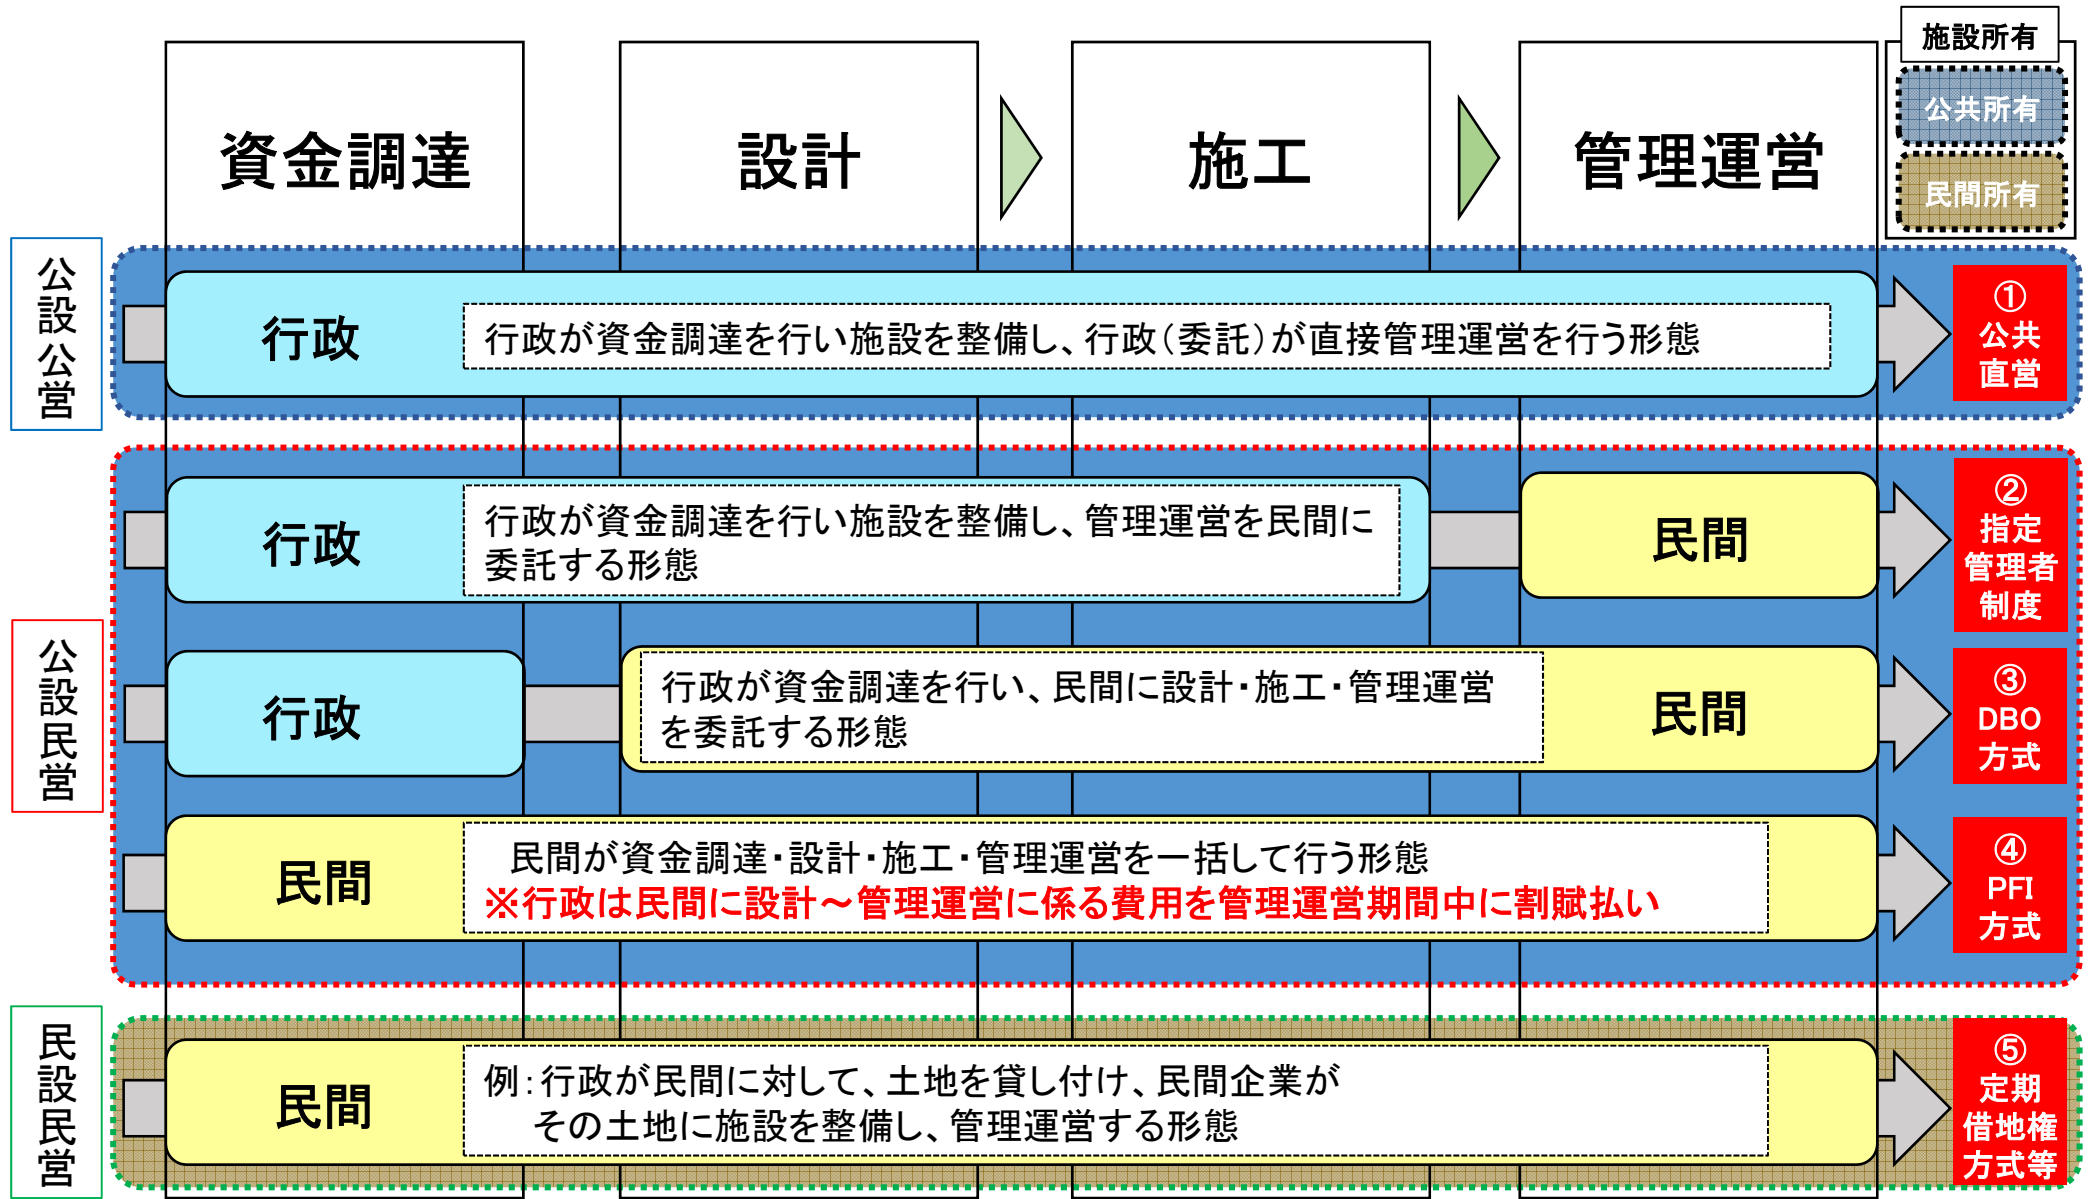 施設所有
公共所有
民間所有
資金調達
設計
施工
管理運営
公設公営
行政
行政が資金調達を行い施設を整備し、行政(委託)が直接管理運営を行う形態
①
公共
直営
公設民営
行政
行政が資金調達を行い施設を整備し、管理運営を民間に
委託する形態
民間
②
指定
管理者
制度
行政
行政が資金調達を行い、民間に設計・施工・管理運営
を委託する形態
民間
③
DBO
方式
民間
民間が資金調達・設計・施工・管理運営を一括して行う形態
※行政は民間に設計～管理運営に係る費用を管理運営期間中に割賦払い
④
PFI
方式
民設民営
民間
例:行政が民間に対して、土地を貸し付け、民間企業が
その土地に施設を整備し、管理運営する形態
⑤
定期
借地権
方式等